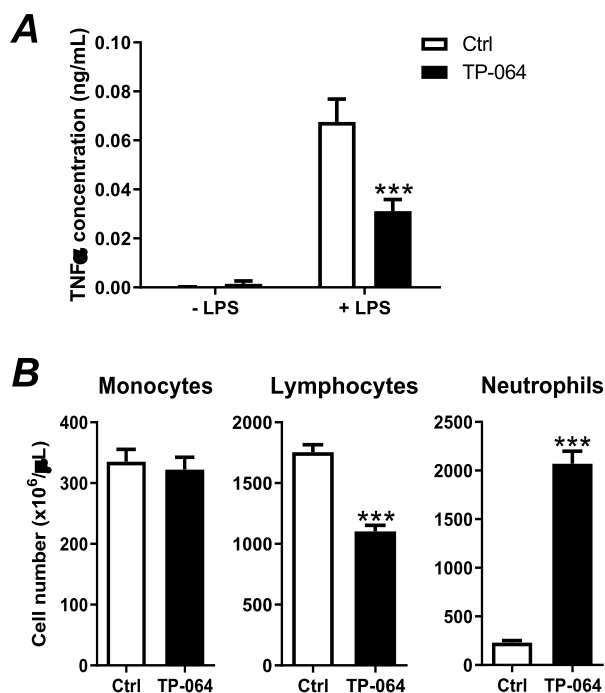 A
TNFα concentration (ng/mL)
0.10
0.08
0.06
0.04
0.02
0.00
Ctrl
TP-064
***
- LPS
+ LPS
B
Monocytes
Lymphocytes
Neutrophils
Cell number (x10⁶/μL)
400
300
200
100
0
Ctrl
TP-064
2000
1500
1000
500
0
***
Ctrl
TP-064
2500
2000
1500
1000
500
0
***
Ctrl
TP-064